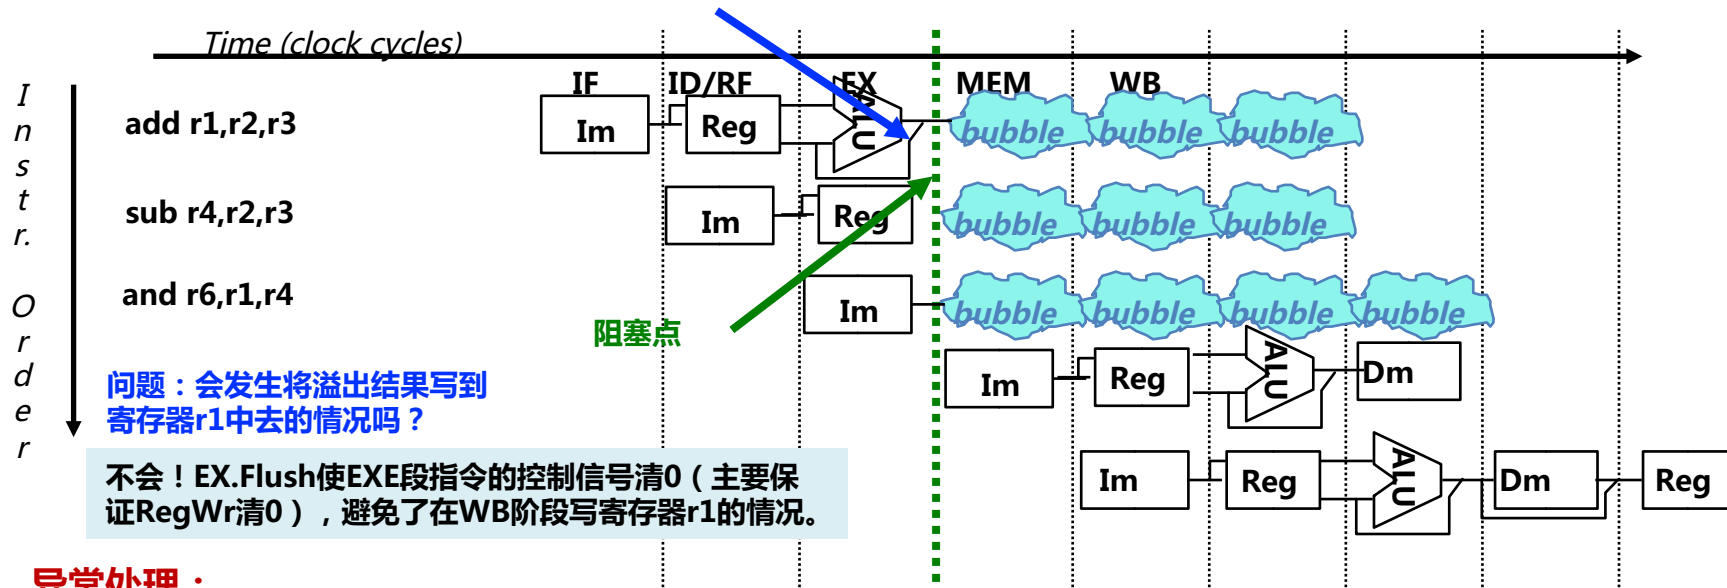 Time (clock cycles)
Instr. Order
IF ID/RF EX MEM WB
add r1,r2,r3 Im Reg ALU bubble bubble bubble
sub r4,r2,r3 Im Reg bubble bubble bubble
and r6,r1,r4 Im bubble bubble bubble bubble
阻塞点
Im Reg ALU Dm
问题：会发生将溢出结果写到
寄存器r1中去的情况吗？
不会！EX.Flush使EXE段指令的控制信号清0（主要保
证RegWr清0），避免了在WB阶段写寄存器r1的情况。
Im Reg ALU Dm Reg
异常处理：